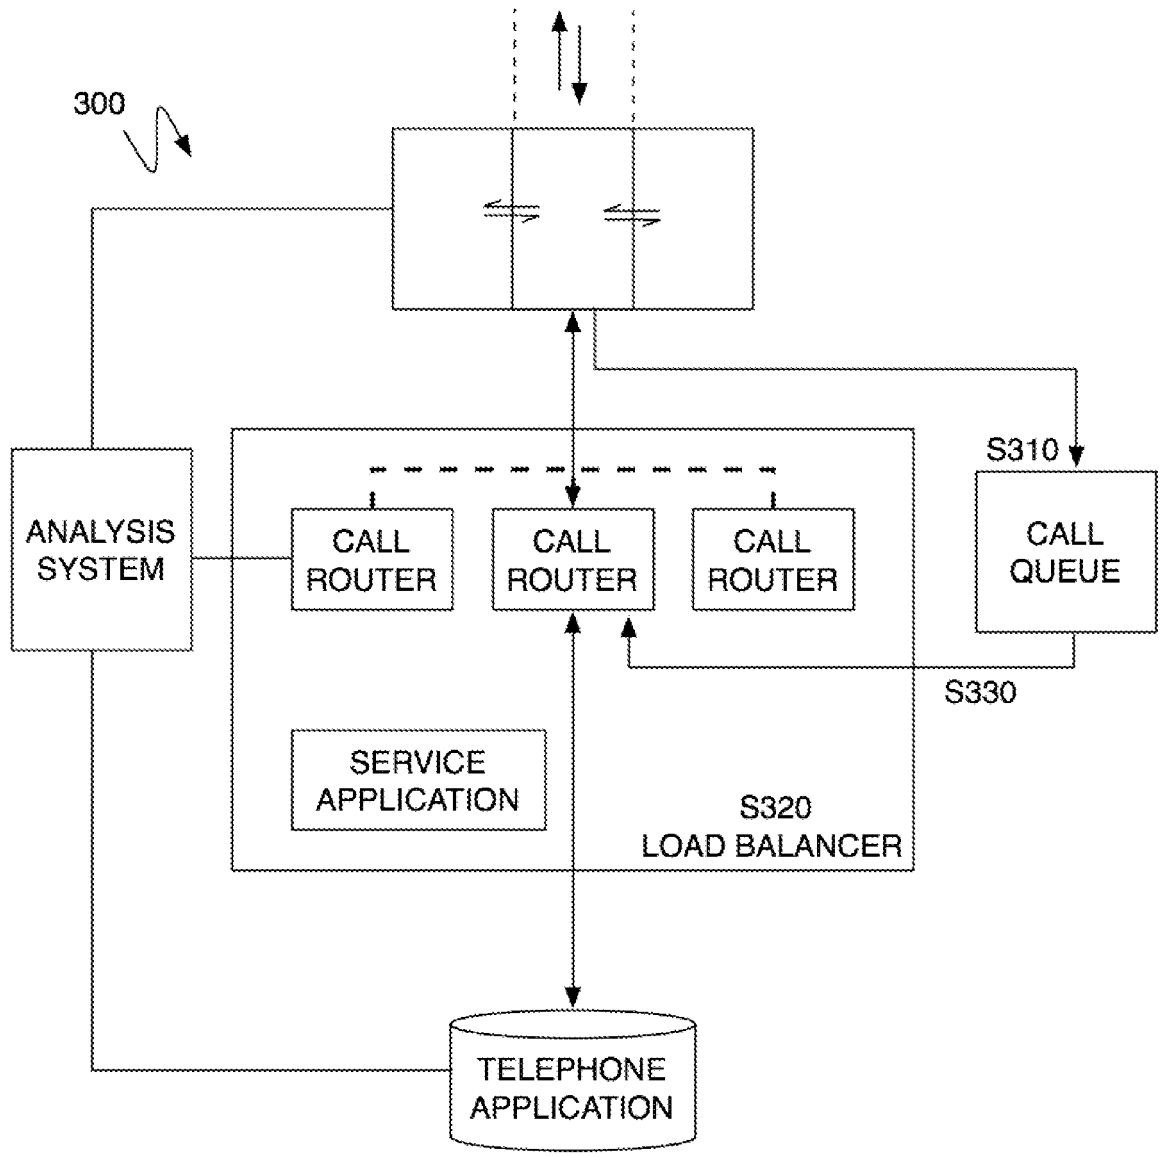 300
S310
ANALYSIS
SYSTEM
CALL
ROUTER
CALL
ROUTER
CALL
ROUTER
CALL
QUEUE
S330
SERVICE
APPLICATION
S320
LOAD BALANCER
TELEPHONE
APPLICATION